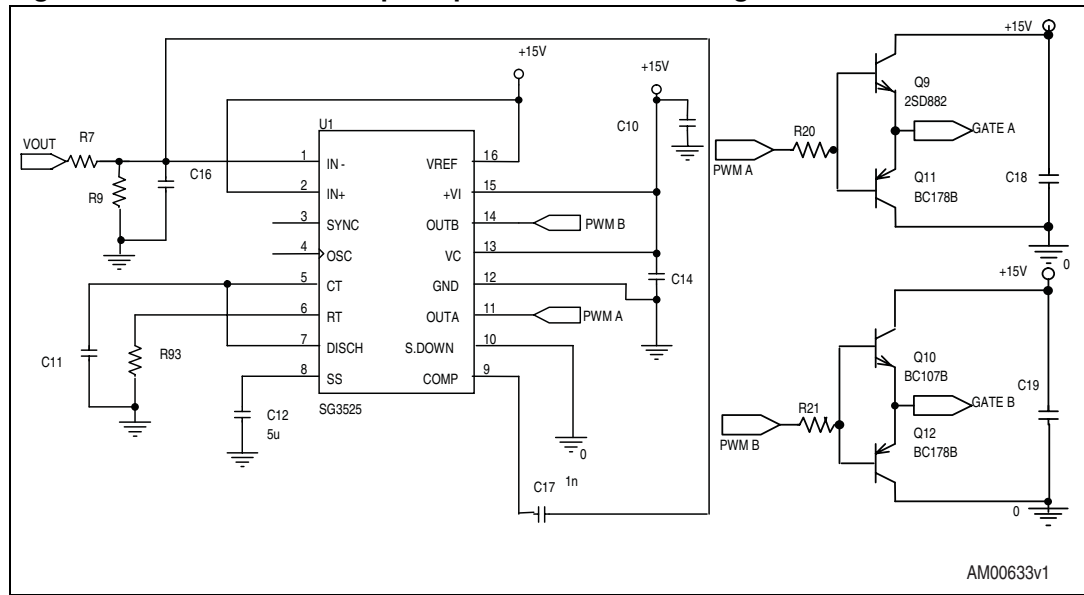 +15V
+15V
+15V
U1
R7
VOUT
R9
C16
C10
Q9
2SD882
R20
GATE A
PWM A
Q11
BC178B
C18
0
1 IN - VREF 16
2 IN+ +VI 15
3 SYNC OUTB 14 PWM B
4 OSC VC 13
5 CT GND 12 C14
6 RT OUTA 11 PWM A
7 DISCH S.DOWN 10
8 SS COMP 9
SG3525
C11
R93
C12
5u
0
C17 1n
+15V
Q10
BC107B
C19
R21
GATE B
PWM B
Q12
BC178B
0
AM00633v1